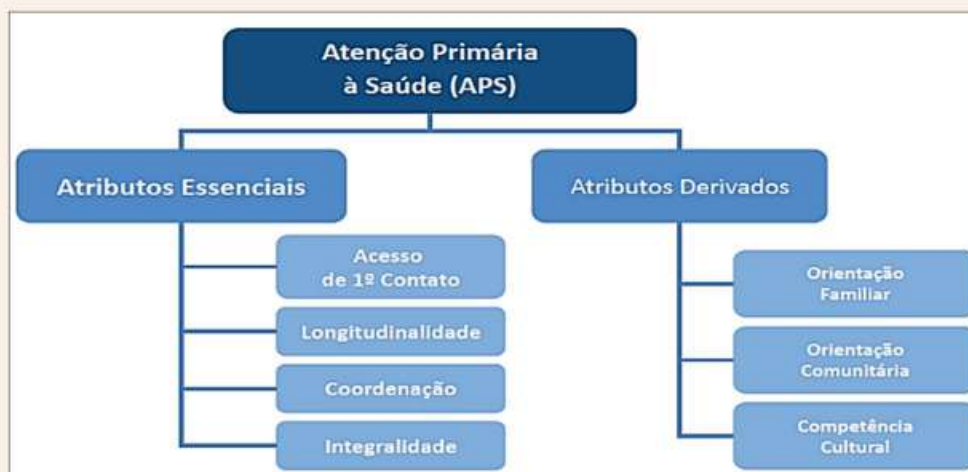 Atenção Primária
à Saúde (APS)
Atributos Essenciais
Acesso
de 1º Contato
Longitudinalidade
Coordenação
Integralidade
Atributos Derivados
Orientação
Familiar
Orientação
Comunitária
Competência
Cultural